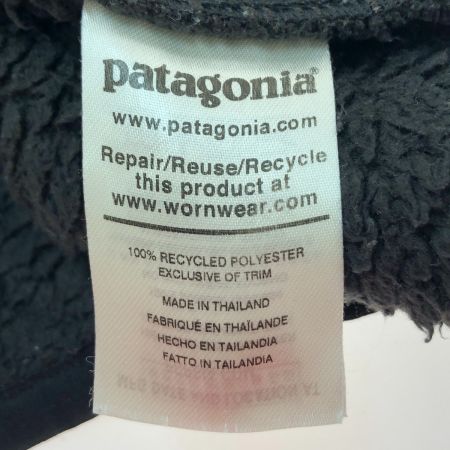 patagonia®
www.patagonia.com
Repair/Reuse/Recycle
this product at
www.wornwear.com
100% RECYCLED POLYESTER
EXCLUSIVE OF TRIM
MADE IN THAILAND
FABRIQUÉ EN THAÏLANDE
HECHO EN TAILANDIA
FATTO IN TAILANDIA